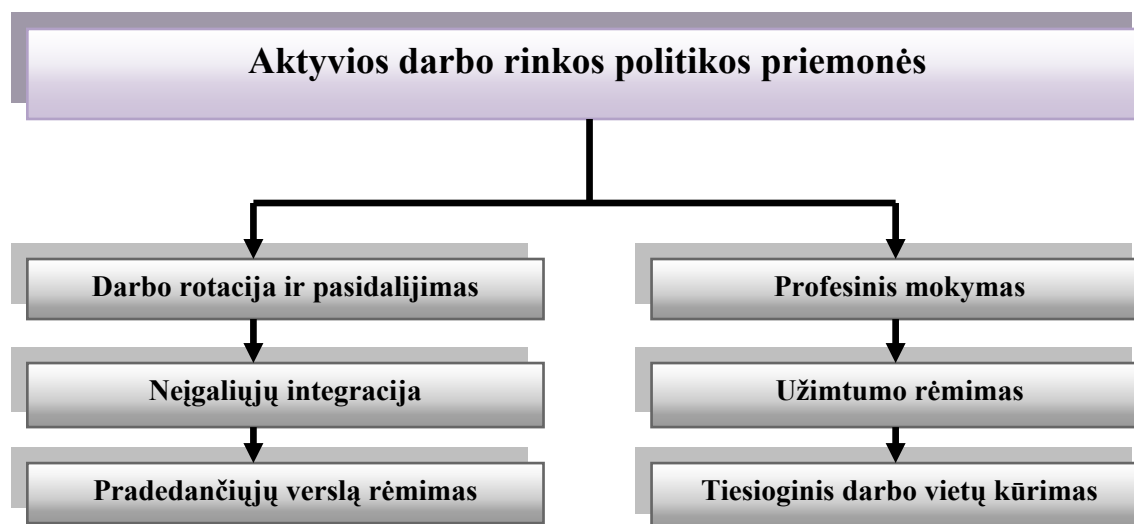 Aktyvios darbo rinkos politikos priemonės
Darbo rotacija ir pasidalijimas
Profesinis mokymas
Neįgaliųjų integracija
Užimtumo rėmimas
Pradedančiųjų verslą rėmimas
Tiesioginis darbo vietų kūrimas